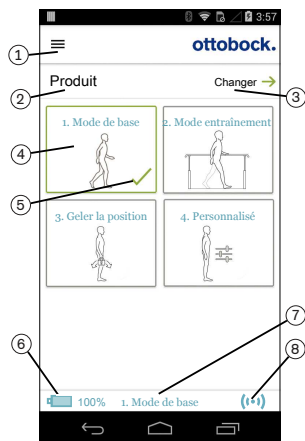 3:57
1
ottobock.
2
Produit
Changer
3
4
1. Mode de base
2. Mode entraînement
5
3. Geler la position
4. Personnalisé
6
7
8
100%
1. Mode de base